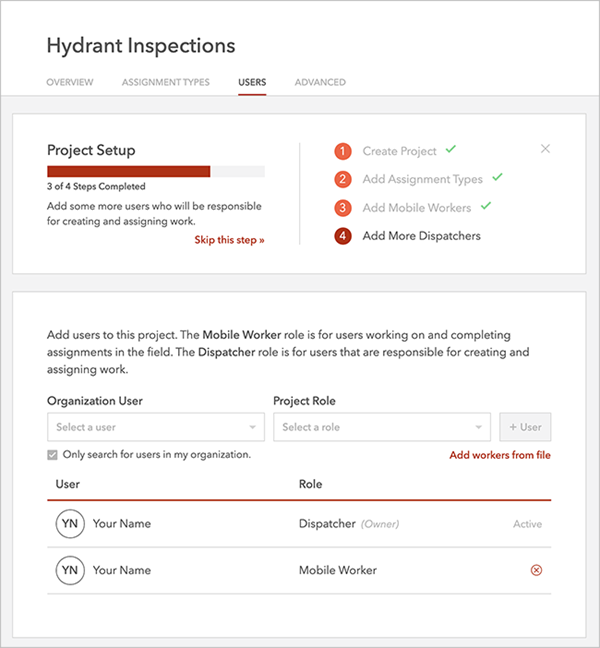 Hydrant Inspections
OVERVIEW ASSIGNMENT TYPES USERS ADVANCED
Project Setup
3 of 4 Steps Completed
Add some more users who will be responsible
for creating and assigning work.
Skip this step »
1 Create Project
2 Add Assignment Types
3 Add Mobile Workers
4 Add More Dispatchers
Add users to this project. The Mobile Worker role is for users working on and completing
assignments in the field. The Dispatcher role is for users that are responsible for creating and
assigning work.
Organization User Project Role
Select a user Select a role + User
Only search for users in my organization. Add workers from file
User Role
YN Your Name Dispatcher (Owner) Active
YN Your Name Mobile Worker